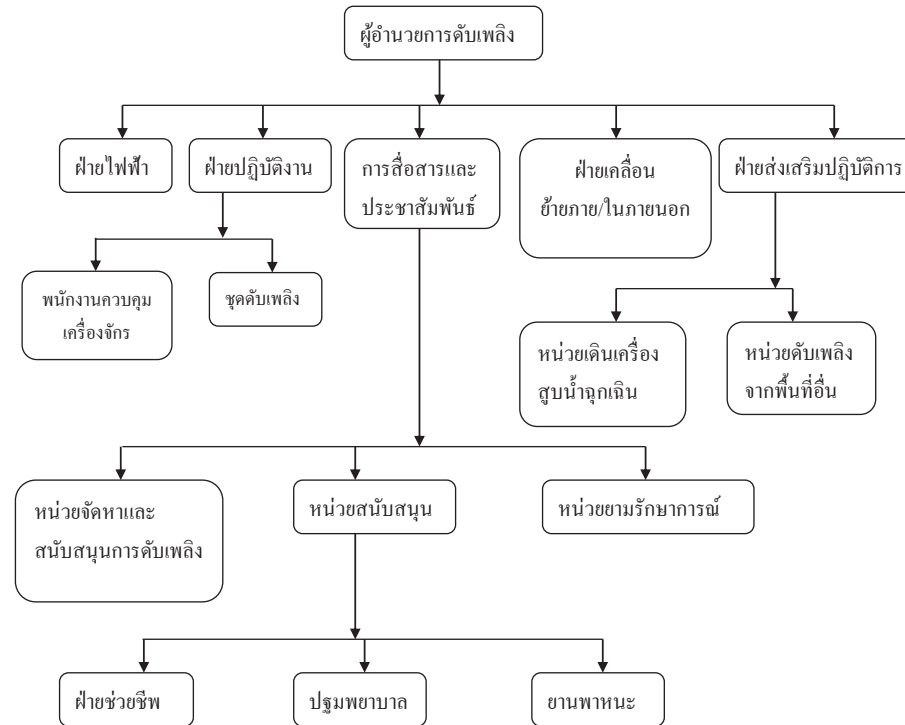 ผู้อำนวยการดับเพลิง
ฝ่ายไฟฟ้า
ฝ่ายปฏิบัติงาน
การสื่อสารและ
ประชาสัมพันธ์
ฝ่ายเคลื่อน
ย้ายภาย/ในภายนอก
ฝ่ายส่งเสริมปฏิบัติการ
พนักงานควบคุม
เครื่องจักร
ชุดดับเพลิง
หน่วยเดินเครื่อง
สูบน้ำฉุกเฉิน
หน่วยดับเพลิง
จากพื้นที่อื่น
หน่วยจัดหาและ
สนับสนุนการดับเพลิง
หน่วยสนับสนุน
หน่วยยามรักษาการณ์
ฝ่ายช่วยชีพ
ปฐมพยาบาล
ยานพาหนะ